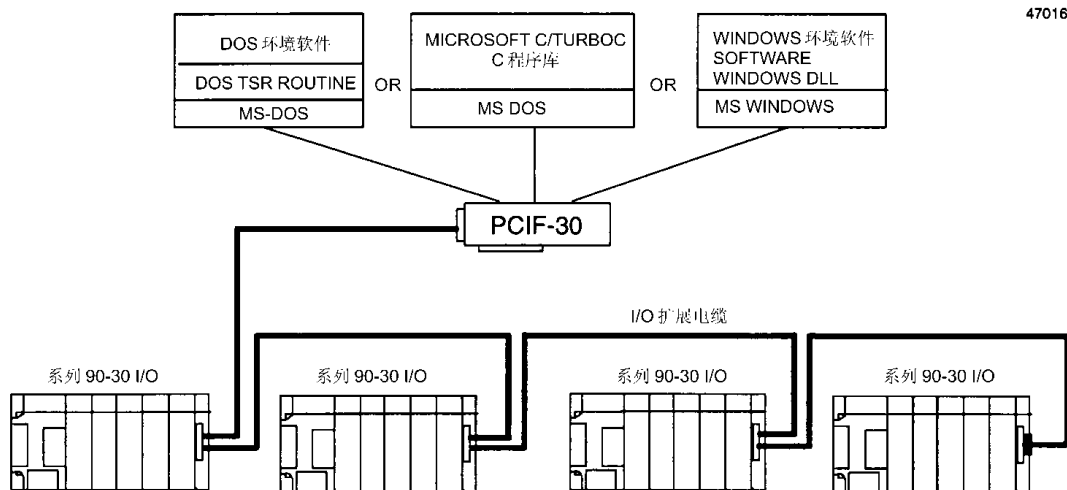 47016
DOS 环境软件
DOS TSR ROUTINE
MS-DOS
OR
MICROSOFT C/TURBOC
C 程序库
MS DOS
OR
WINDOWS 环境软件
SOFTWARE
WINDOWS DLL
MS WINDOWS
PCIF-30
I/O 扩展电缆
系列 90-30 I/O
系列 90-30 I/O
系列 90-30 I/O
系列 90-30 I/O